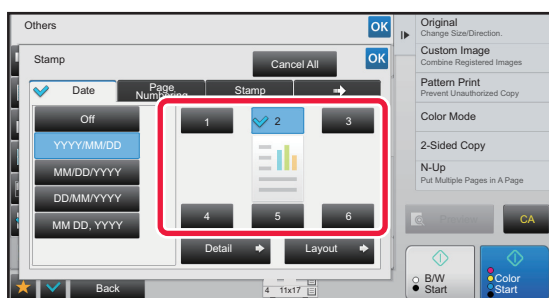 Others
OK
Stamp
Cancel All
OK
Date
Page
Numbering
Stamp
Off
YYYY/MM/DD
MM/DD/YYYY
DD/MM/YYYY
MM DD, YYYY
1
2
3
4
5
6
Detail
Layout
Back
4 11x17
Original
Change Size/Direction.
Custom Image
Combine Registered Images
Pattern Print
Prevent Unauthorized Copy
Color Mode
2-Sided Copy
N-Up
Put Multiple Pages in A Page
Preview
CA
B/W
Start
Color
Start